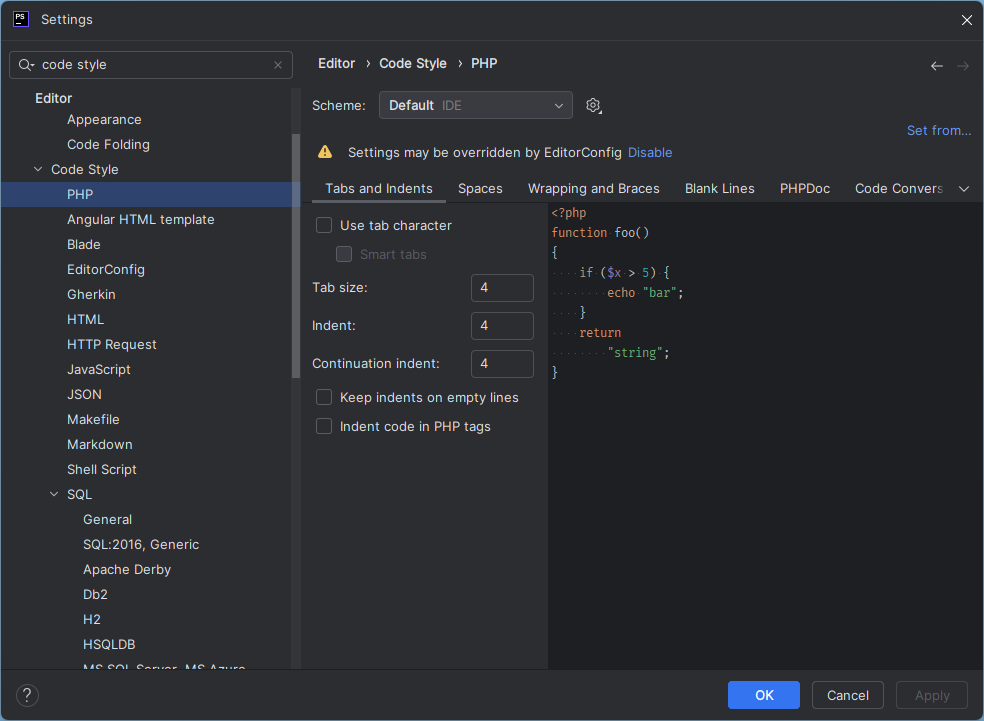 PS
Settings
code style
Editor
Appearance
Code Folding
Code Style
PHP
Angular HTML template
Blade
EditorConfig
Gherkin
HTML
HTTP Request
JavaScript
JSON
Makefile
Markdown
Shell Script
SQL
General
SQL:2016, Generic
Apache Derby
Db2
H2
HSQLDB
MS SQL Server, MS Azure
Editor › Code Style › PHP
Scheme: Default IDE
Set from...
Settings may be overridden by EditorConfig Disable
Tabs and Indents Spaces Wrapping and Braces Blank Lines PHPDoc Code Convers
Use tab character
Smart tabs
Tab size: 4
Indent: 4
Continuation indent: 4
Keep indents on empty lines
Indent code in PHP tags
<?php
function foo()
{
    if ($x > 5) {
        echo "bar";
    }
    return
        "string";
}
?
OK Cancel Apply